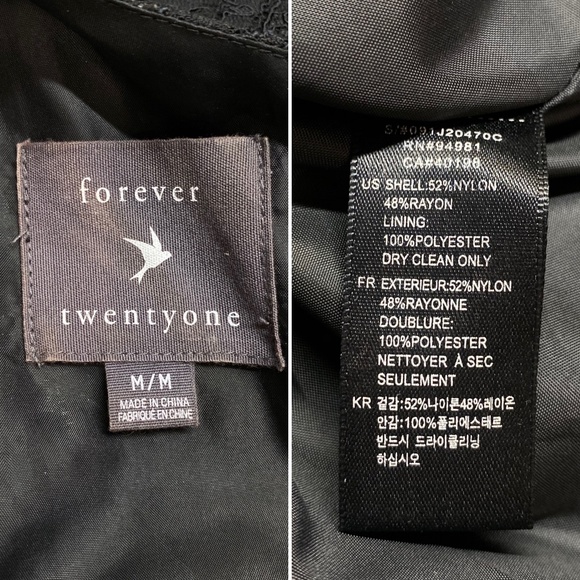 forever
twentyone
M/M
MADE IN CHINA
FABRIQUÉ EN CHINE
RN#94981
CA#40198
US SHELL:52%NYLON
48%RAYON
LINING:
100%POLYESTER
DRY CLEAN ONLY
FR EXTERIEUR:52%NYLON
48%RAYONNE
DOUBLURE:
100%POLYESTER
NETTOYER À SEC
SEULEMENT
KR 겉감:52%나이론48%레이온
안감:100%폴리에스테르
반드시 드라이클리닝
하십시오